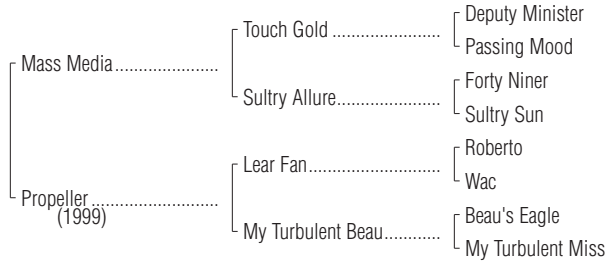 Deputy Minister
Touch Gold ....................
Passing Mood
Mass Media....................
Forty Niner
Sultry Allure....................
Sultry Sun
Roberto
Lear Fan.........................
Wac
Propeller ........................
(1999)
Beau's Eagle
My Turbulent Beau............
My Turbulent Miss